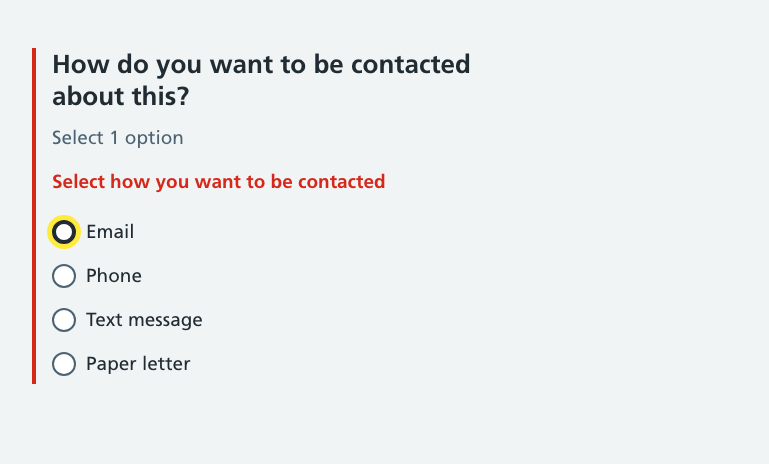 How do you want to be contacted
about this?
Select 1 option
Select how you want to be contacted
Email
Phone
Text message
Paper letter